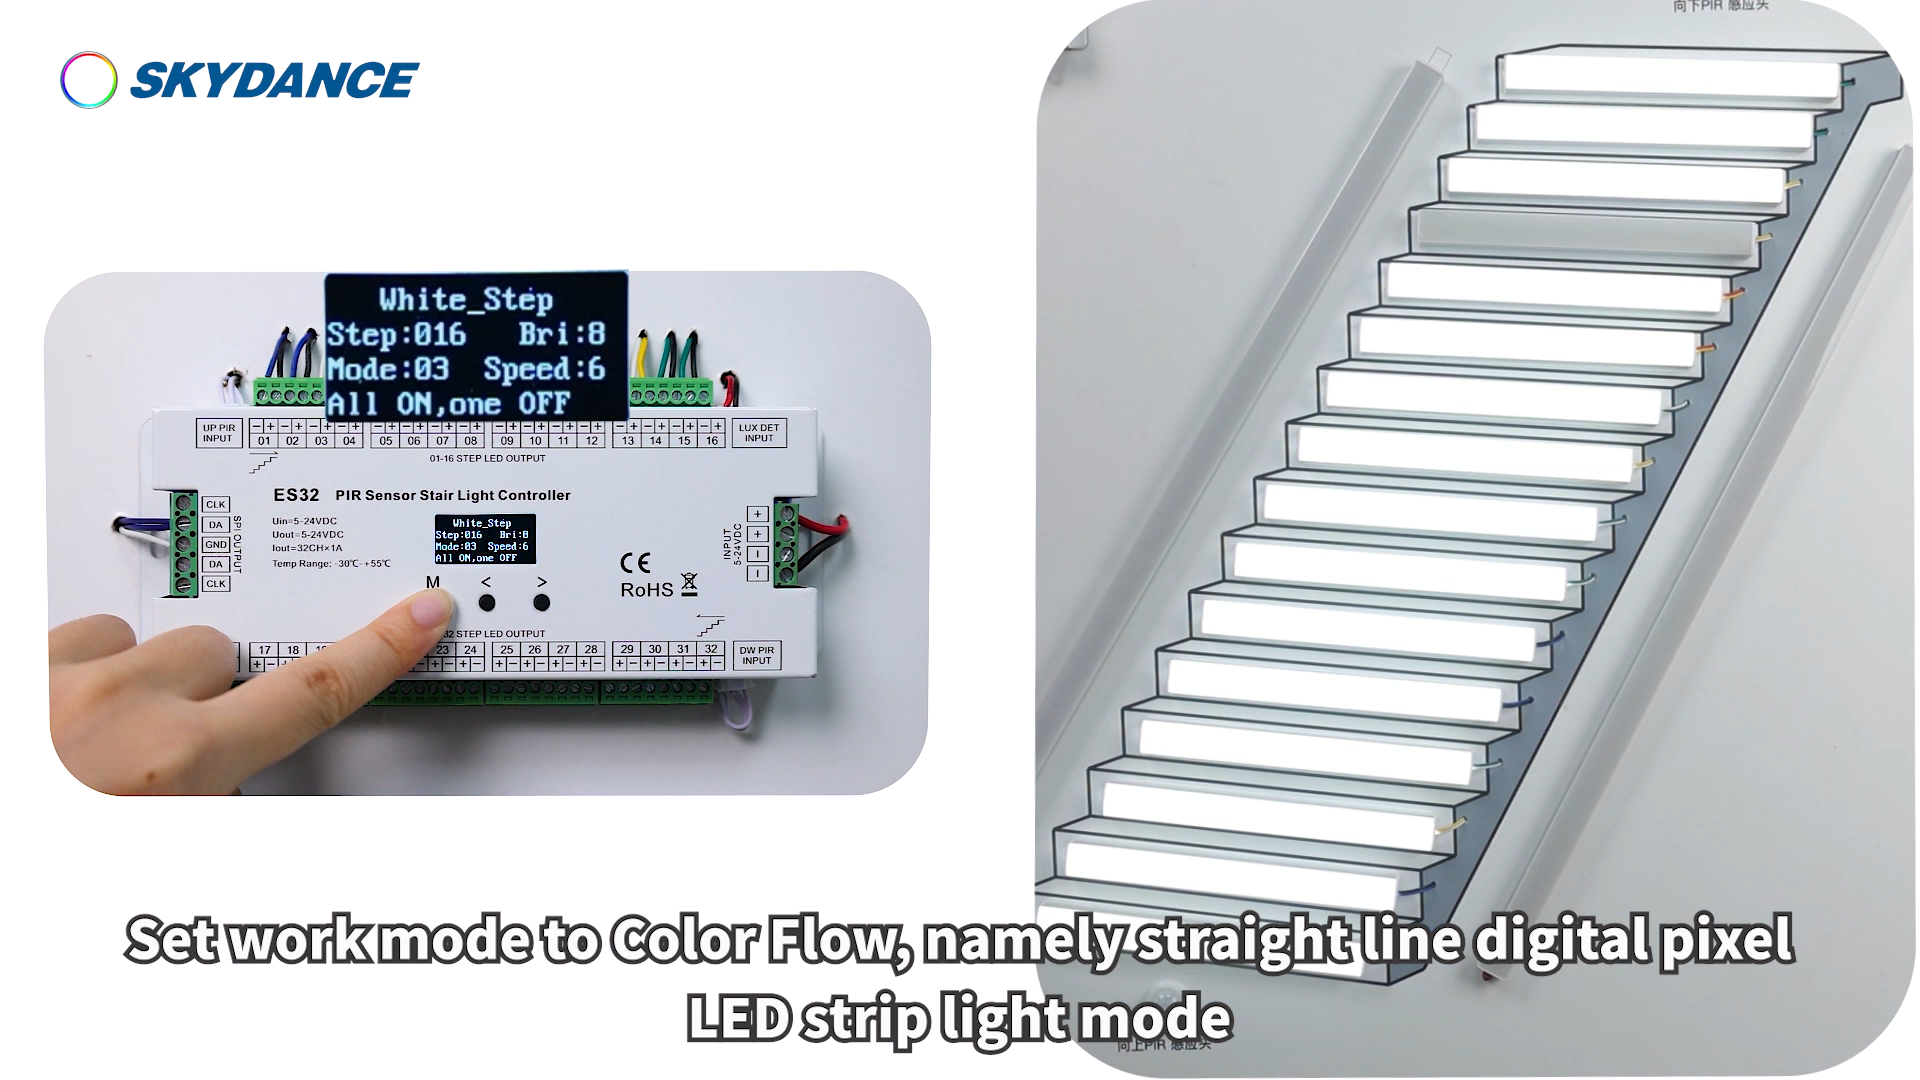 SKYDANCE
向下PIR 感应头
White_Step
Step:016 Bri:8
Mode:03 Speed:6
All ON,one OFF
UP PIR INPUT
- + - + - + - + - + - + - + - + - + - + - + - + - + - + - + - +
01 02 03 04 05 06 07 08 09 10 11 12 13 14 15 16
LUX DET INPUT
01-16 STEP LED OUTPUT
ES32 PIR Sensor Stair Light Controller
Uin=5-24VDC
Uout=5-24VDC
Iout=32CH×1A
Temp Range: -30℃-+55℃
CLK
DA
GND
DA
CLK
SPI OUTPUT
White_Step
Step:016 Bri:8
Mode:03 Speed:6
All ON,one OFF
M < >
CE
RoHS
INPUT
5-24VDC
+
+
-
-
32 STEP LED OUTPUT
17 18 23 24 25 26 27 28 29 30 31 32
DW PIR INPUT
Set work mode to Color Flow, namely straight line digital pixel
LED strip light mode
向上PIR 感应头